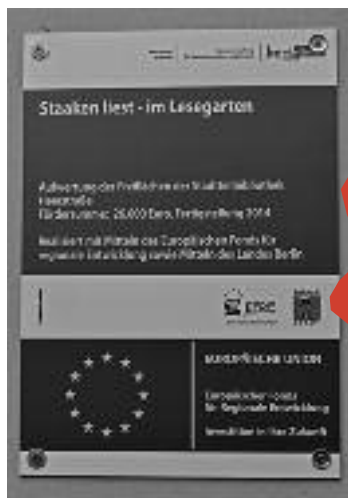 Staaken liest - im Lesegarten
Aufwertung der Freiflächen der Stadtteilbibliothek
Heerstraße
Fördersumme: 20.000 Euro, Fertigstellung 2014
Realisiert mit Mitteln des Europäischen Fonds für
regionale Entwicklung sowie Mitteln des Landes Berlin
EFRE
EUROPÄISCHE UNION
Europäischer Fonds
für Regionale Entwicklung
Investition in Ihre Zukunft